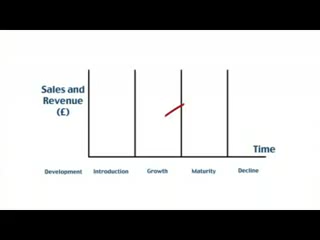 Sales and
Revenue
(£)
Time
Development
Introduction
Growth
Maturity
Decline